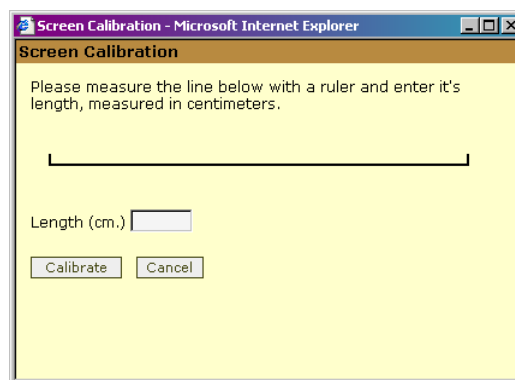 Screen Calibration - Microsoft Internet Explorer
Screen Calibration
Please measure the line below with a ruler and enter it's
length, measured in centimeters.
Length (cm.)
Calibrate Cancel